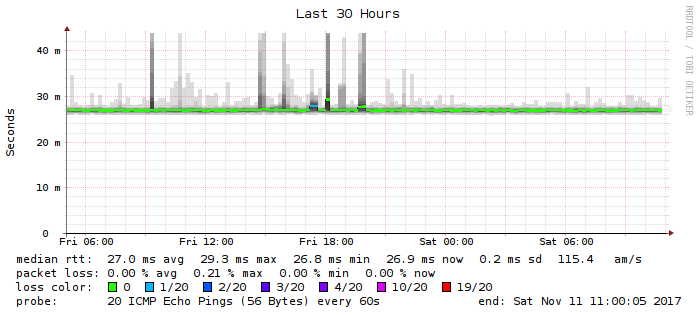 Last 30 Hours
RRDTOOL / TOBI OETIKER
Seconds
40 m
30 m
20 m
10 m
0
Fri 06:00 Fri 12:00 Fri 18:00 Sat 00:00 Sat 06:00
median rtt: 27.0 ms avg 29.3 ms max 26.8 ms min 26.9 ms now 0.2 ms sd 115.4 am/s
packet loss: 0.00 % avg 0.21 % max 0.00 % min 0.00 % now
loss color: 0 1/20 2/20 3/20 4/20 10/20 19/20
probe: 20 ICMP Echo Pings (56 Bytes) every 60s end: Sat Nov 11 11:00:05 2017